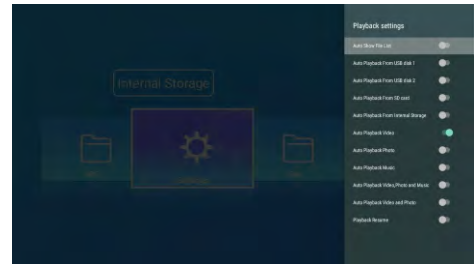 Playback settings
Auto Show File List
Auto Playback From USB disk 1
Auto Playback From USB disk 2
Auto Playback From SD card
Auto Playback From Internal Storage
Auto Playback Video
Auto Playback Photo
Auto Playback Music
Auto Playback Video,Photo and Music
Auto Playback Video and Photo
Playback Resume
Internal Storage